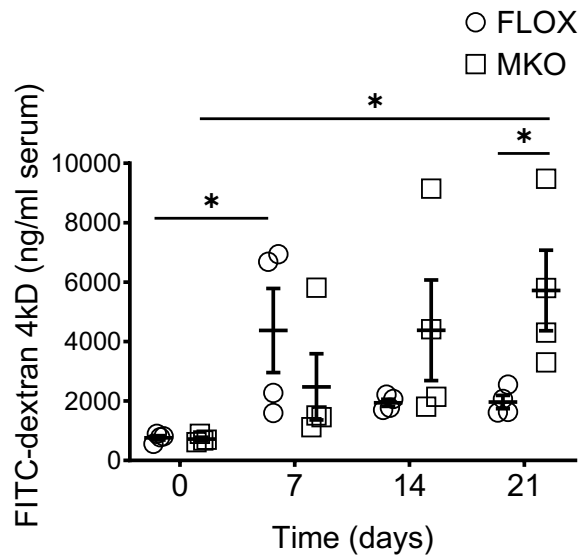 FLOX
MKO
*
*
*
10000
8000
6000
4000
2000
0
FITC-dextran 4kD (ng/ml serum)
0 7 14 21
Time (days)